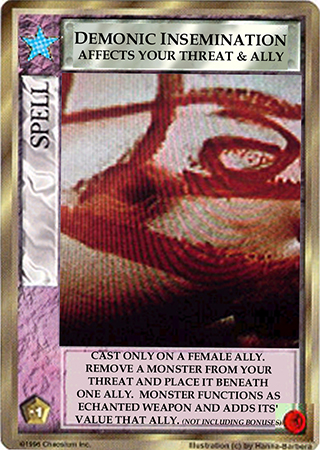 DEMONIC INSEMINATION
AFFECTS YOUR THREAT & ALLY
SPELL
CAST ONLY ON A FEMALE ALLY.
REMOVE A MONSTER FROM YOUR
THREAT AND PLACE IT BENEATH
ONE ALLY. MONSTER FUNCTIONS AS
ECHANTED WEAPON AND ADDS ITS'
VALUE THAT ALLY. (NOT INCLUDING BONUSES)
-1
©1996 Chaosium Inc.
Illustration (c) by Hanna-Barbera